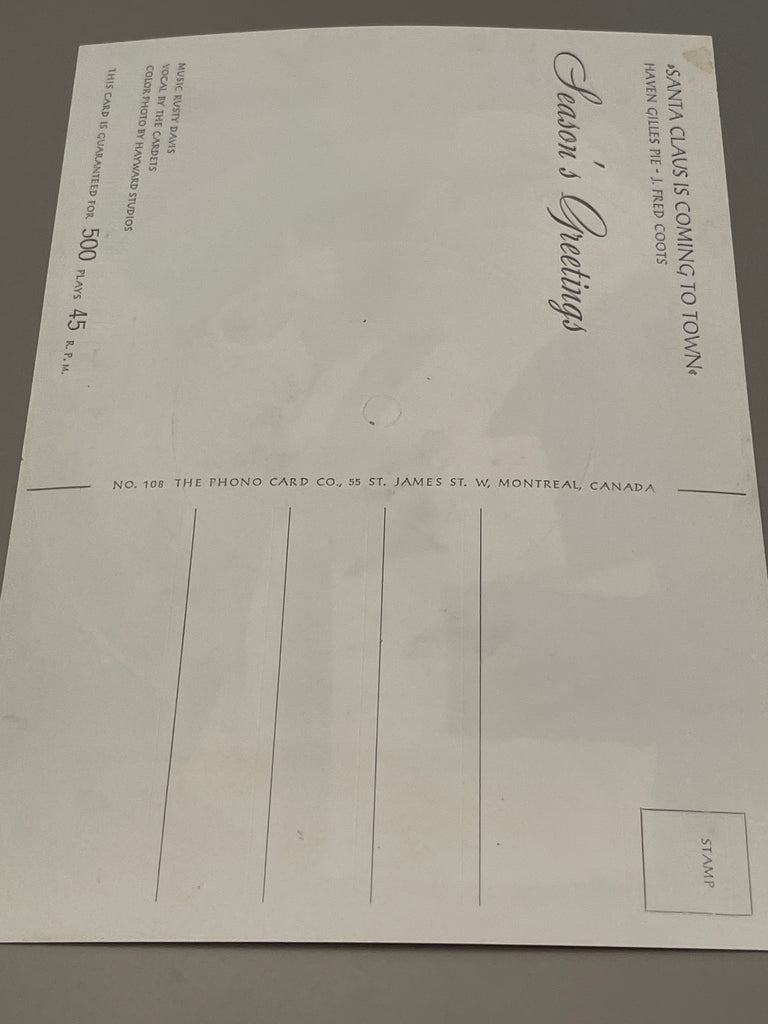 »SANTA CLAUS IS COMING TO TOWN«
HAVEN GILLES PIE - J. FRED COOTS
Season's Greetings
MUSIC RUSTY DAVIS
VOCAL BY THE CARDETS
COLOR PHOTO BY HAYWARD STUDIOS
THIS CARD IS GUARANTEED FOR 500 PLAYS 45 R. P. M.
NO. 108 THE PHONO CARD CO., 55 ST. JAMES ST. W, MONTREAL, CANADA
STAMP